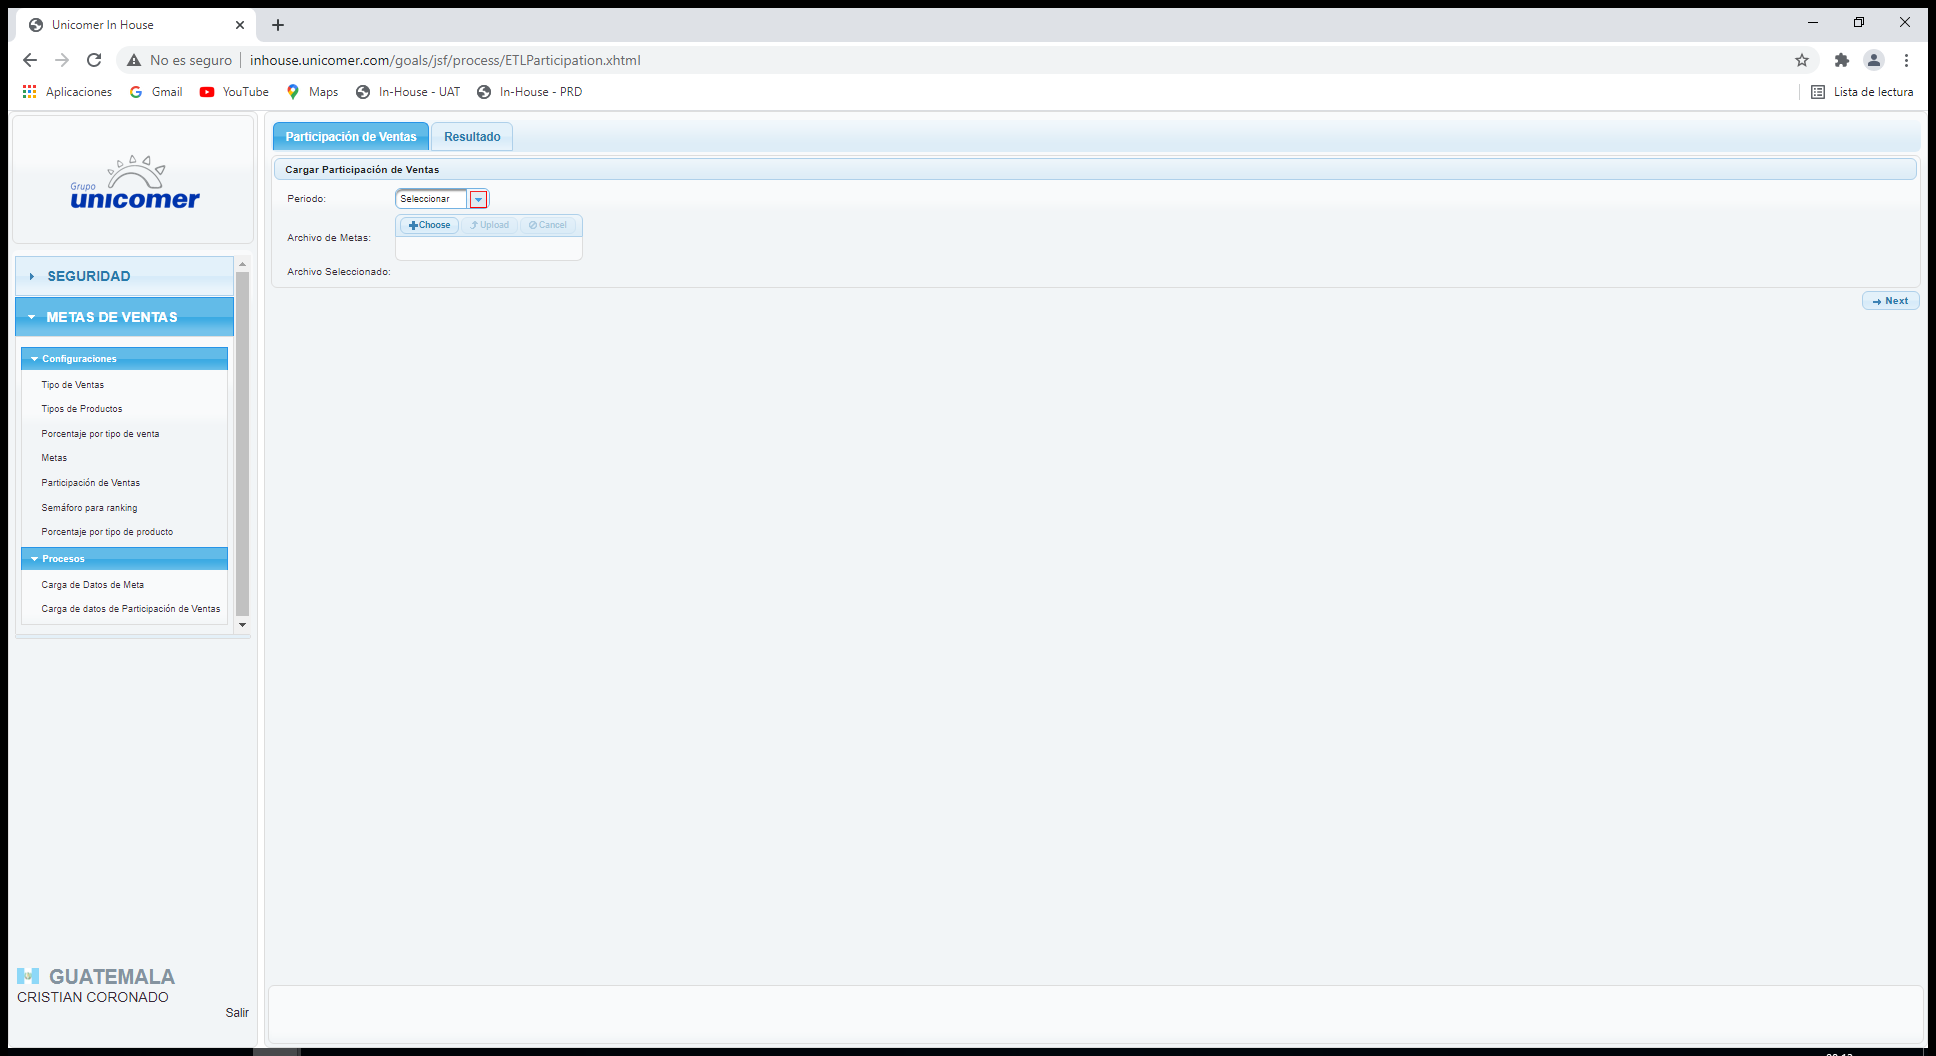 Unicomer In House
No es seguro | inhouse.unicomer.com/goals/jsf/process/ETLParticipation.xhtml
Aplicaciones Gmail YouTube Maps In-House - UAT In-House - PRD Lista de lectura
Grupo
unicomer
SEGURIDAD
METAS DE VENTAS
Configuraciones
Tipo de Ventas
Tipos de Productos
Porcentaje por tipo de venta
Metas
Participación de Ventas
Semáforo para ranking
Porcentaje por tipo de producto
Procesos
Carga de Datos de Meta
Carga de datos de Participación de Ventas
GUATEMALA
CRISTIAN CORONADO
Salir
Participación de Ventas Resultado
Cargar Participación de Ventas
Periodo: Seleccionar
Choose Upload Cancel
Archivo de Metas:
Archivo Seleccionado:
Next